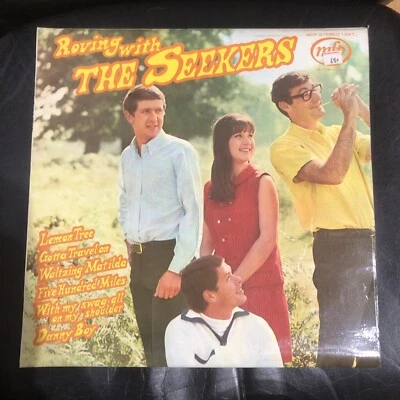 Roving with
THE SEEKERS
mfp
Lemon Tree
Gotta Travel on
Waltzing Matilda
Five Hundred Miles
With my swag all
on my shoulder
Danny Boy